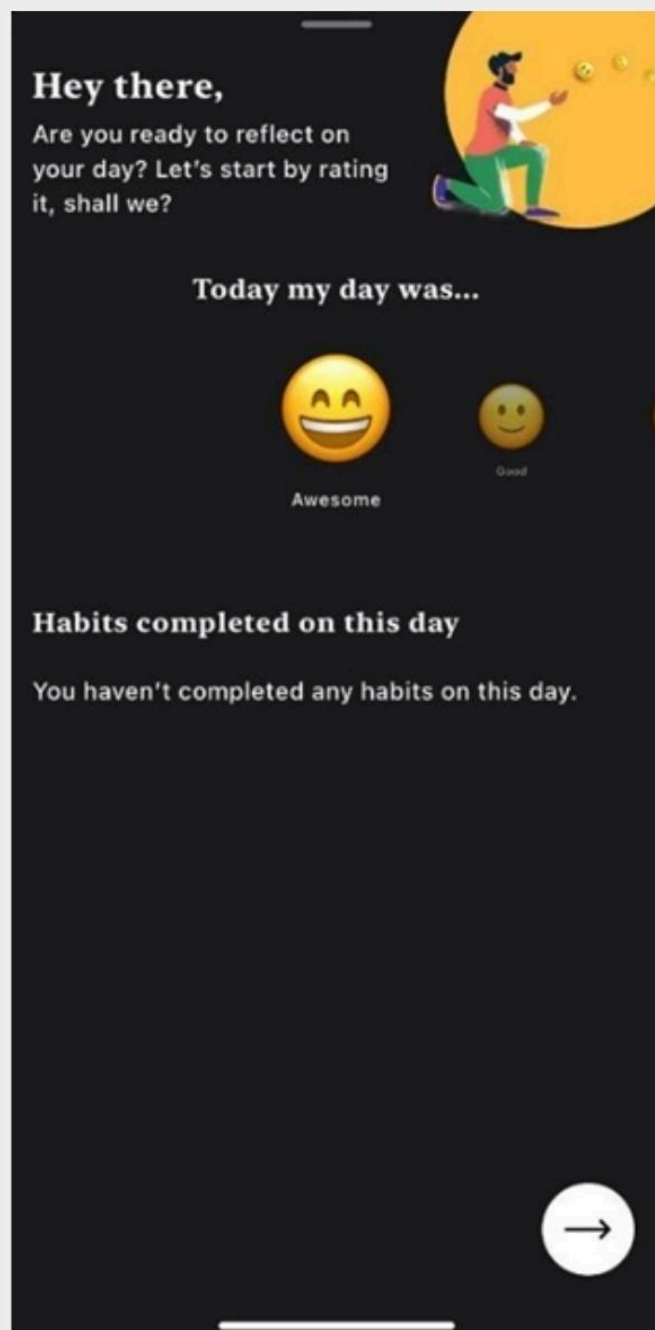 Hey there,
Are you ready to reflect on
your day? Let’s start by rating
it, shall we?
Today my day was...
Good
Awesome
Habits completed on this day
You haven’t completed any habits on this day.